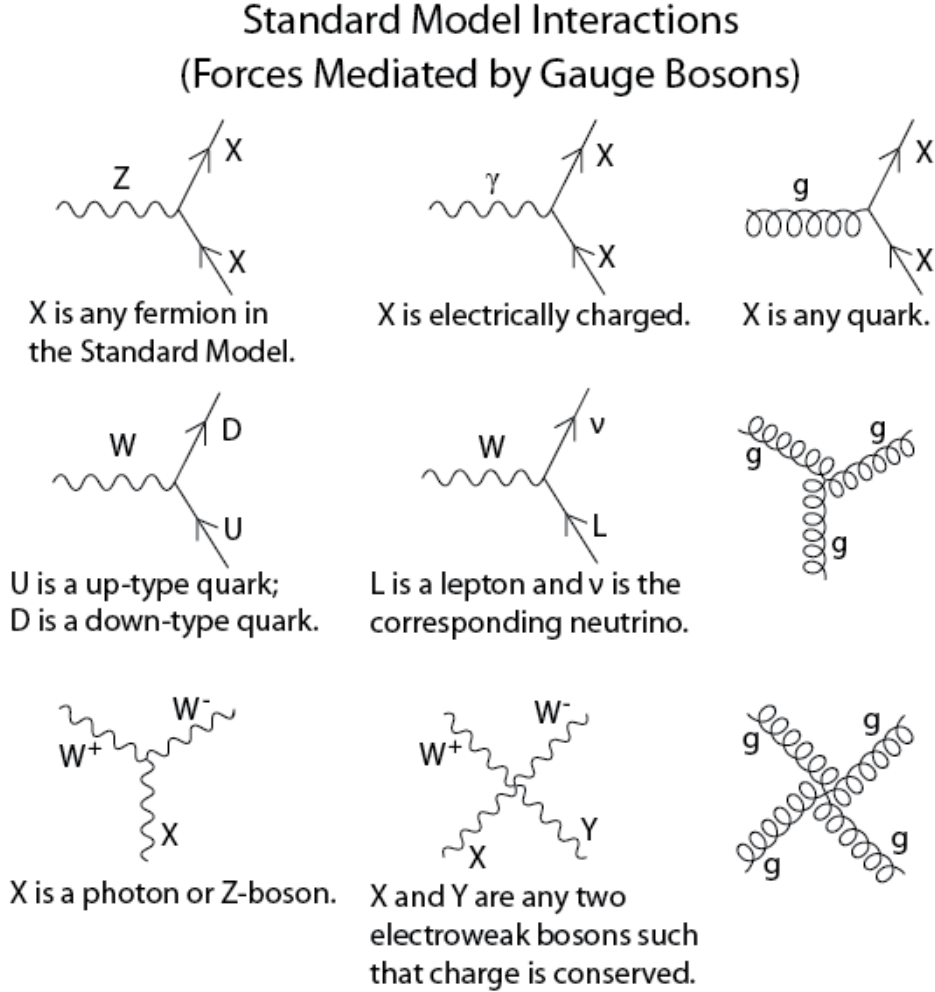 Standard Model Interactions
(Forces Mediated by Gauge Bosons)
Z
X
X
X is any fermion in
the Standard Model.
γ
X
X
X is electrically charged.
g
X
X
X is any quark.
W
D
U
U is a up-type quark;
D is a down-type quark.
W
ν
L
L is a lepton and ν is the
corresponding neutrino.
g
g
g
W⁺
W⁻
X
X is a photon or Z-boson.
W⁺
W⁻
X
Y
X and Y are any two
electroweak bosons such
that charge is conserved.
g
g
g
g